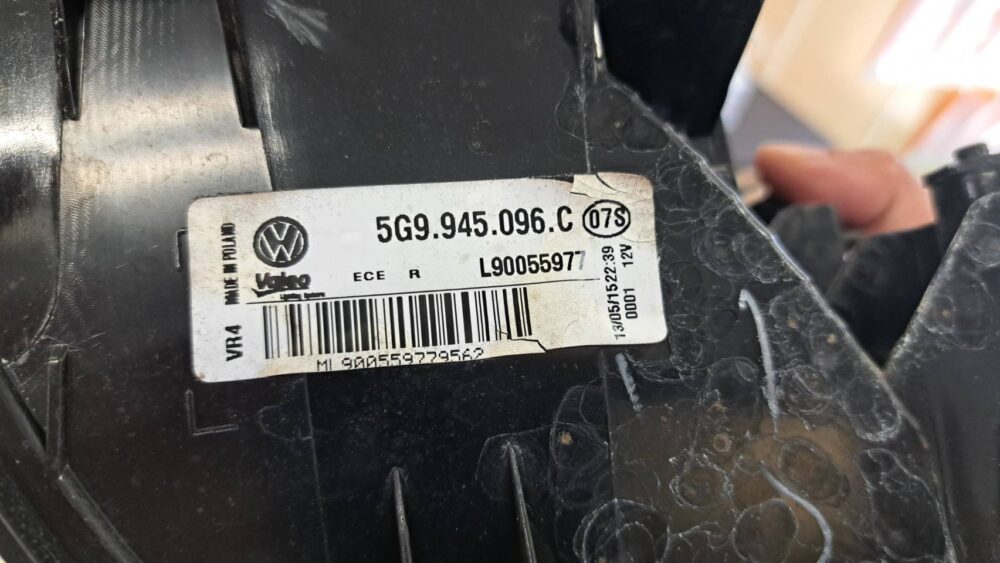 5G9.945.096.C
07S
MADE IN POLAND
VW
Valeo
ECE R
L90055977
13/05/15 22:39
0001 12V
VR4
ML900559779562